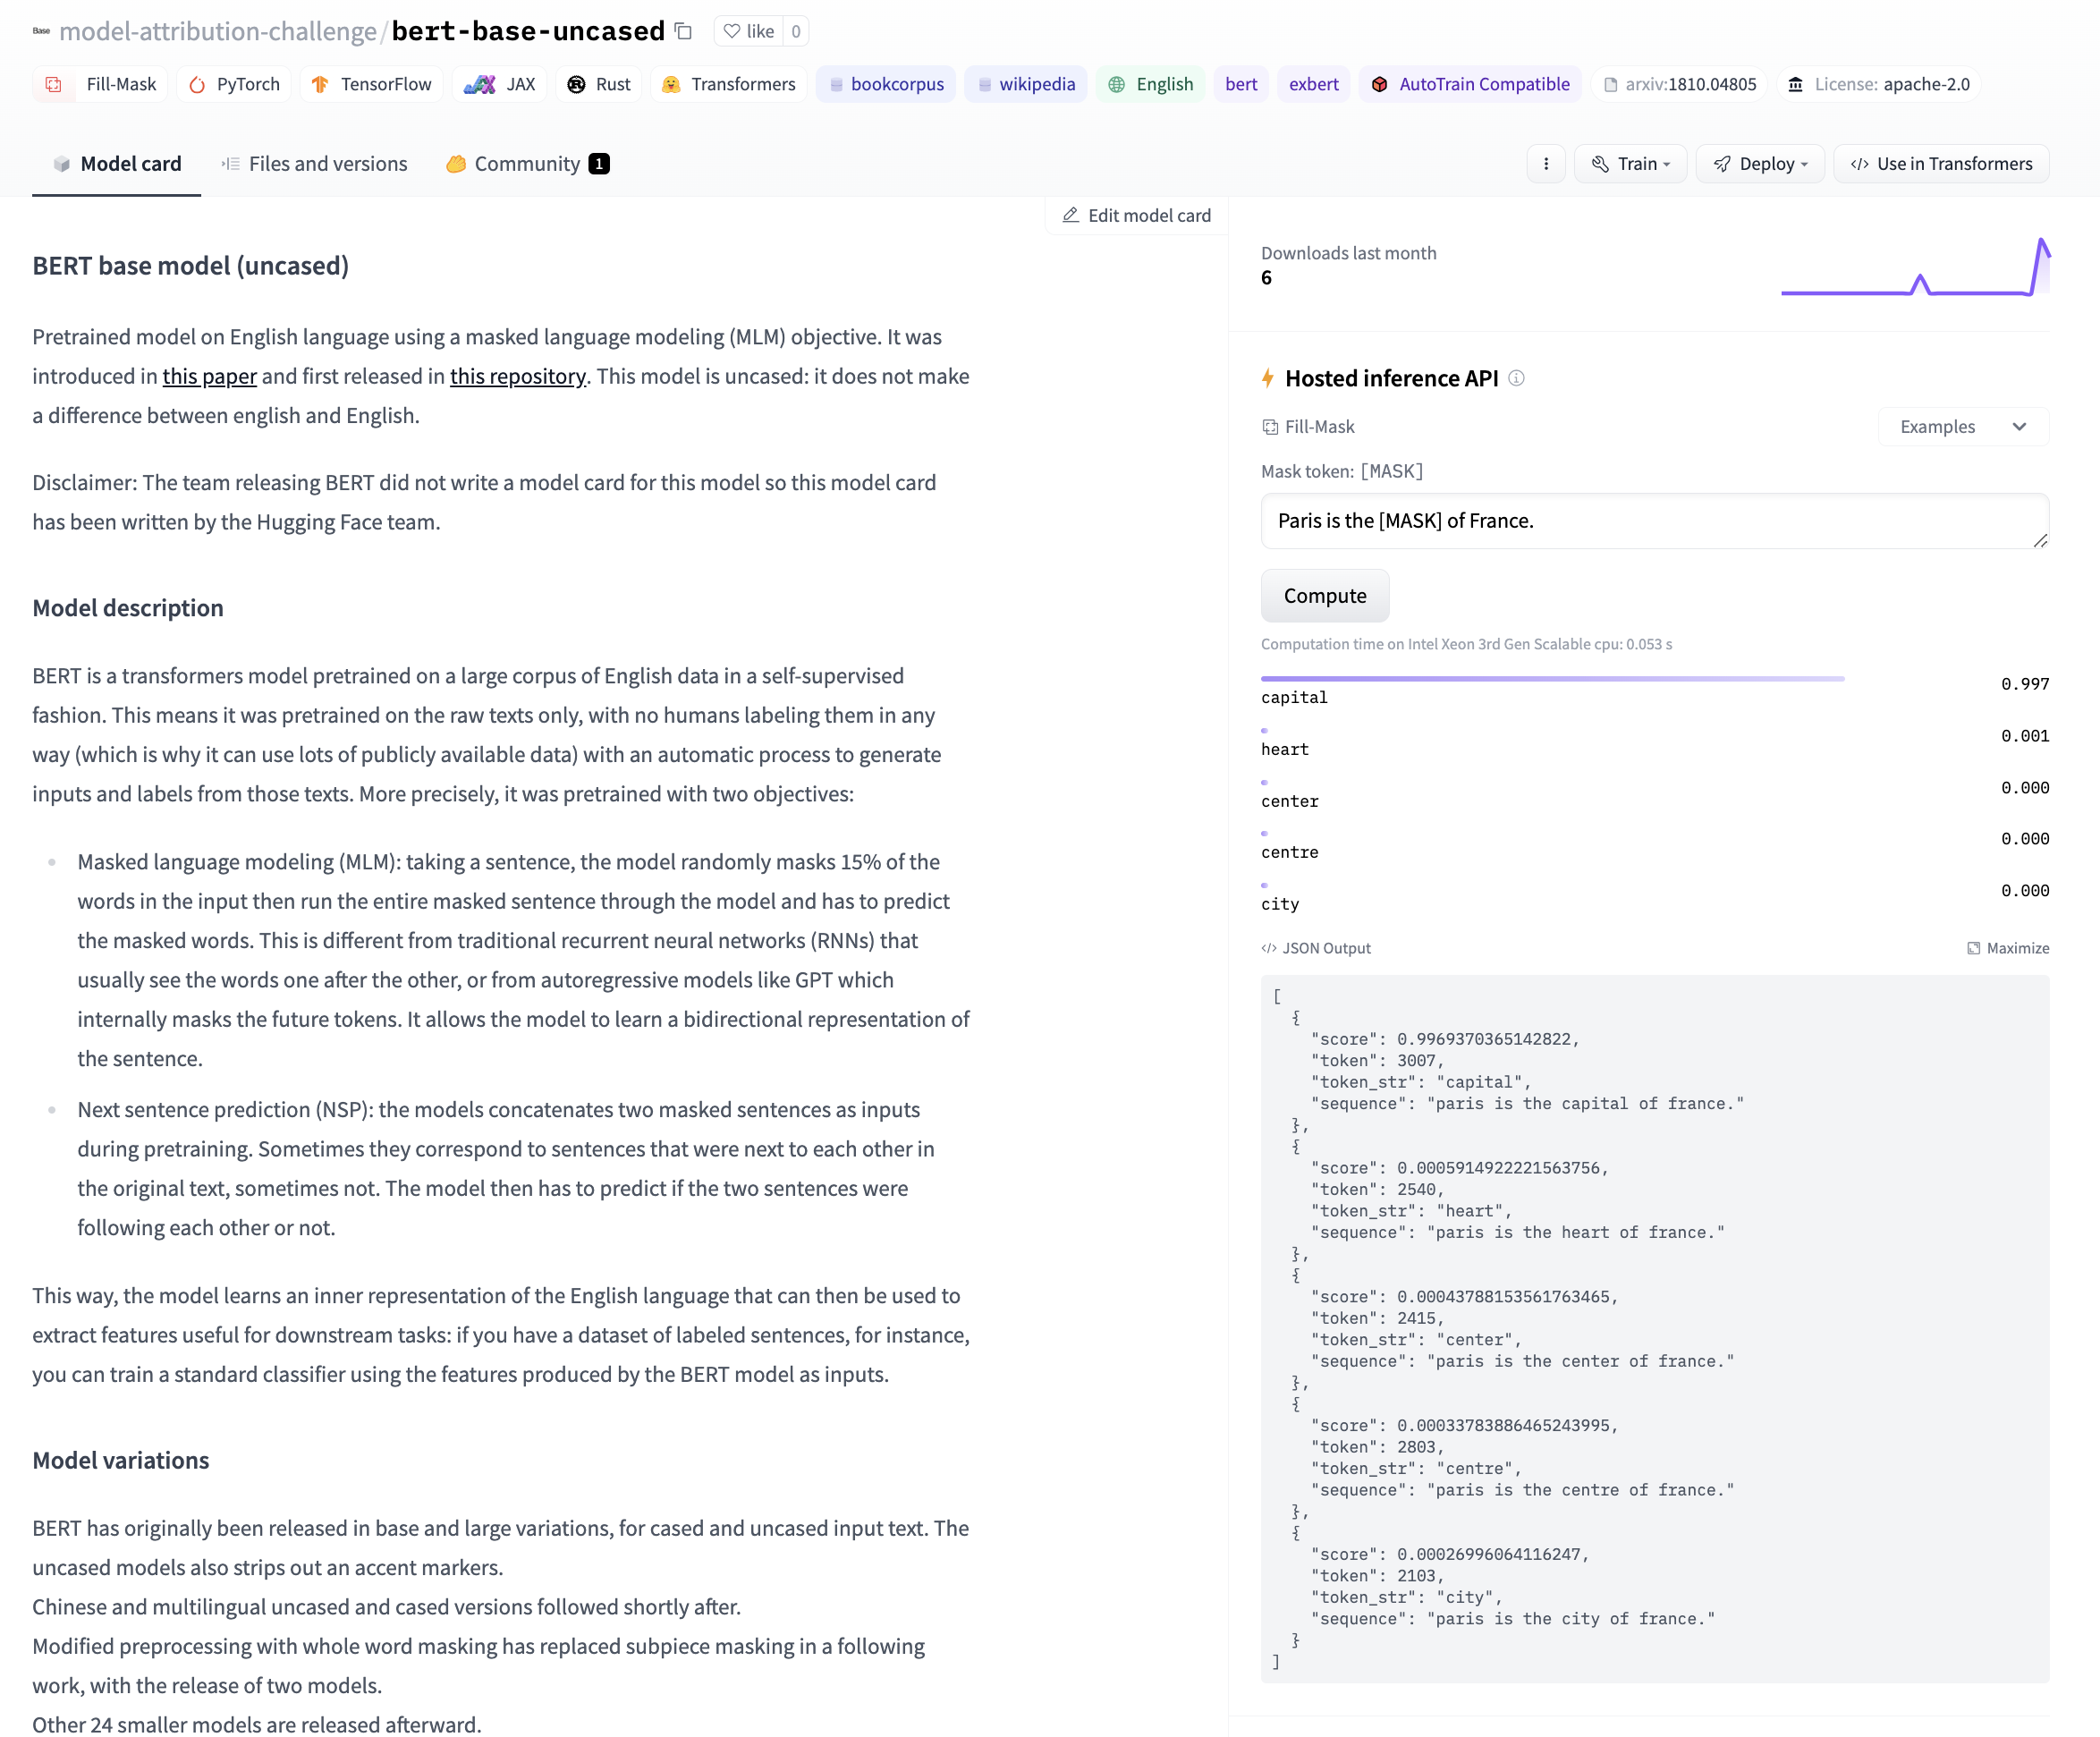 Base model-attribution-challenge/bert-base-uncased like 0
Fill-Mask PyTorch TensorFlow JAX Rust Transformers bookcorpus wikipedia English bert exbert AutoTrain Compatible arxiv:1810.04805 License: apache-2.0
Model card Files and versions Community 1 Train Deploy </> Use in Transformers
Edit model card
BERT base model (uncased)
Pretrained model on English language using a masked language modeling (MLM) objective. It was
introduced in this paper and first released in this repository. This model is uncased: it does not make
a difference between english and English.
Disclaimer: The team releasing BERT did not write a model card for this model so this model card
has been written by the Hugging Face team.
Model description
BERT is a transformers model pretrained on a large corpus of English data in a self-supervised
fashion. This means it was pretrained on the raw texts only, with no humans labeling them in any
way (which is why it can use lots of publicly available data) with an automatic process to generate
inputs and labels from those texts. More precisely, it was pretrained with two objectives:
• Masked language modeling (MLM): taking a sentence, the model randomly masks 15% of the
words in the input then run the entire masked sentence through the model and has to predict
the masked words. This is different from traditional recurrent neural networks (RNNs) that
usually see the words one after the other, or from autoregressive models like GPT which
internally masks the future tokens. It allows the model to learn a bidirectional representation of
the sentence.
• Next sentence prediction (NSP): the models concatenates two masked sentences as inputs
during pretraining. Sometimes they correspond to sentences that were next to each other in
the original text, sometimes not. The model then has to predict if the two sentences were
following each other or not.
This way, the model learns an inner representation of the English language that can then be used to
extract features useful for downstream tasks: if you have a dataset of labeled sentences, for instance,
you can train a standard classifier using the features produced by the BERT model as inputs.
Model variations
BERT has originally been released in base and large variations, for cased and uncased input text. The
uncased models also strips out an accent markers.
Chinese and multilingual uncased and cased versions followed shortly after.
Modified preprocessing with whole word masking has replaced subpiece masking in a following
work, with the release of two models.
Other 24 smaller models are released afterward.
Downloads last month
6
Hosted inference API
Fill-Mask Examples
Mask token: [MASK]
Paris is the [MASK] of France.
Compute
Computation time on Intel Xeon 3rd Gen Scalable cpu: 0.053 s
capital 0.997
heart 0.001
center 0.000
centre 0.000
city 0.000
</> JSON Output Maximize
[
{
"score": 0.9969370365142822,
"token": 3007,
"token_str": "capital",
"sequence": "paris is the capital of france."
},
{
"score": 0.0005914922221563756,
"token": 2540,
"token_str": "heart",
"sequence": "paris is the heart of france."
},
{
"score": 0.00043788153561763465,
"token": 2415,
"token_str": "center",
"sequence": "paris is the center of france."
},
{
"score": 0.00033783886465243995,
"token": 2803,
"token_str": "centre",
"sequence": "paris is the centre of france."
},
{
"score": 0.00026996064116247,
"token": 2103,
"token_str": "city",
"sequence": "paris is the city of france."
}
]